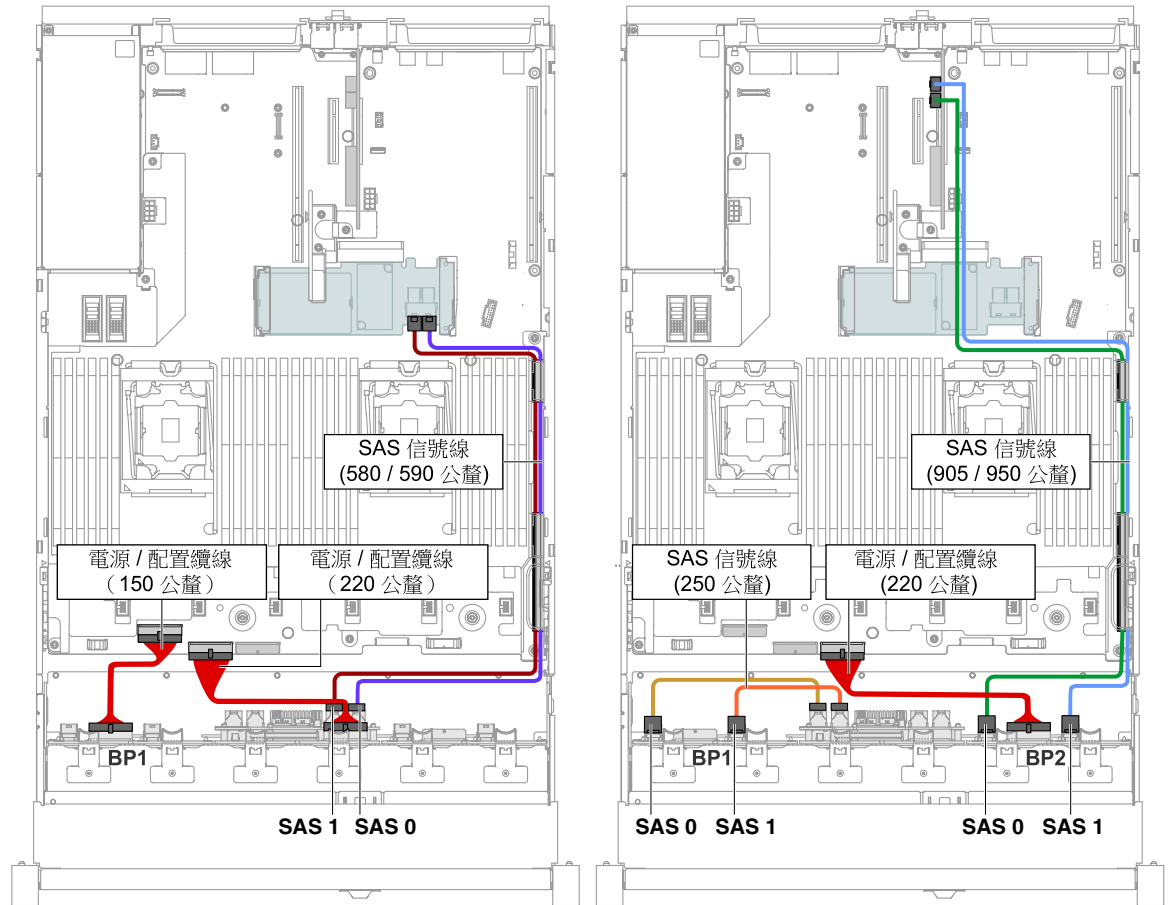 SAS 信號線
(580 / 590 公釐)
電源 / 配置纜線
（150 公釐）
電源 / 配置纜線
（220 公釐）
BP1
SAS 1
SAS 0
SAS 信號線
(905 / 950 公釐)
SAS 信號線
(250 公釐)
電源 / 配置纜線
(220 公釐)
BP1
BP2
SAS 0
SAS 1
SAS 0
SAS 1